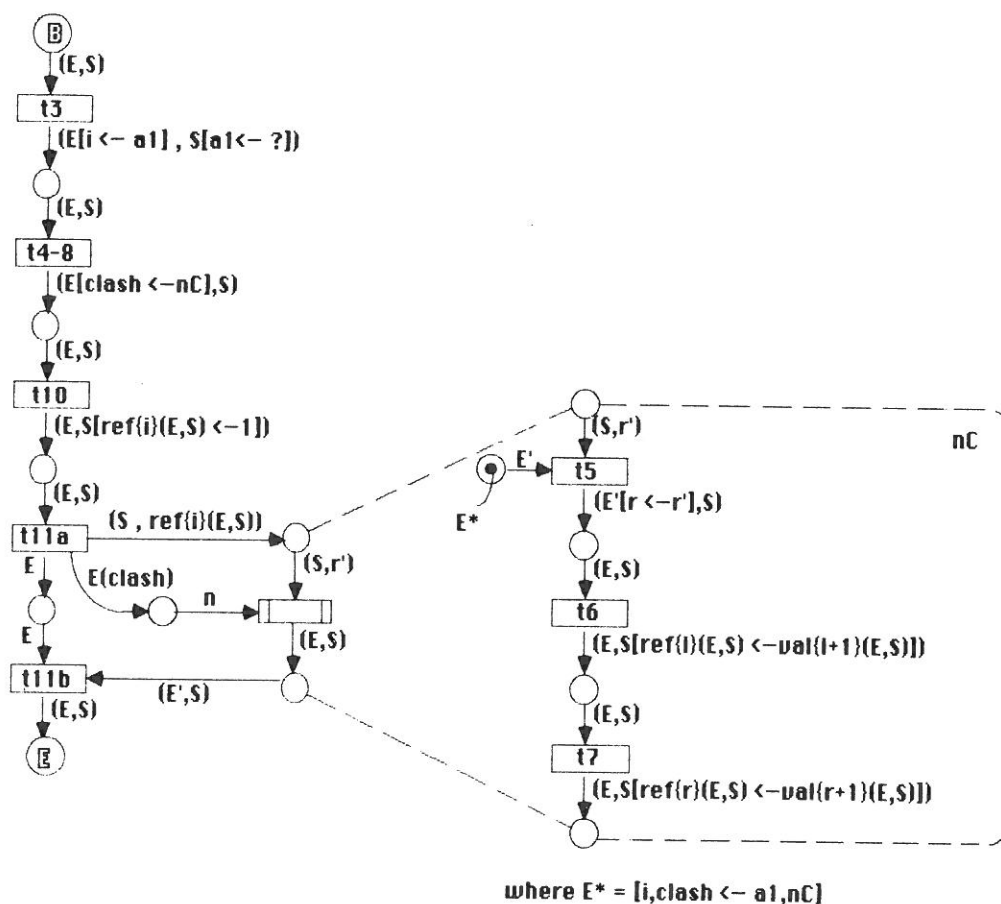 B
(E,S)
t3
(E[i <- a1] , S[a1<- ?])
(E,S)
t4-8
(E[clash <-nC],S)
(E,S)
t10
(E,S[ref{i}(E,S) <-1])
(E,S)
t11a
(S , ref{i}(E,S))
E
E(clash)
n
(S,r')
E
(E,S)
t11b
(E',S)
(E,S)
E
nC
(S,r')
E'
t5
E*
(E'[r <-r'],S)
(E,S)
t6
(E,S[ref{i}(E,S) <-val{i+1}(E,S)])
(E,S)
t7
(E,S[ref{r}(E,S) <-val{r+1}(E,S)])
where E* = [i,clash <- a1,nC]